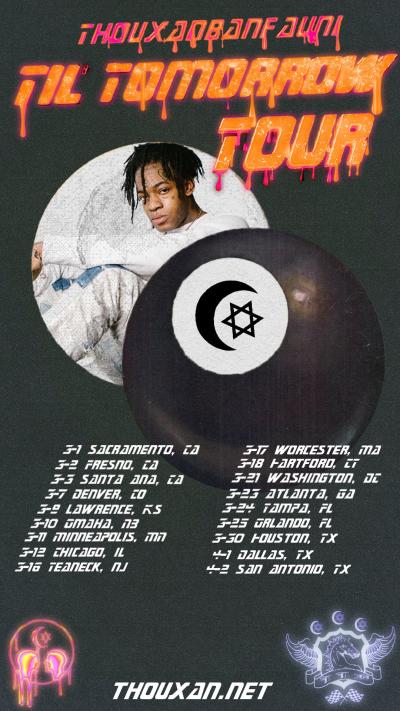 THOUXANBANFAUNI
TIL TOMORROW
TOUR
3-1 SACRAMENTO, CA
3-2 FRESNO, CA
3-3 SANTA ANA, CA
3-7 DENVER, CO
3-9 LAWRENCE, KS
3-10 OMAHA, NB
3-11 MINNEAPOLIS, MN
3-12 CHICAGO, IL
3-16 TEANECK, NJ
3-17 WORCESTER, MA
3-18 HARTFORD, CT
3-21 WASHINGTON, DC
3-23 ATLANTA, GA
3-24 TAMPA, FL
3-25 ORLANDO, FL
3-30 HOUSTON, TX
4-1 DALLAS, TX
4-2 SAN ANTONIO, TX
THOUXAN.NET